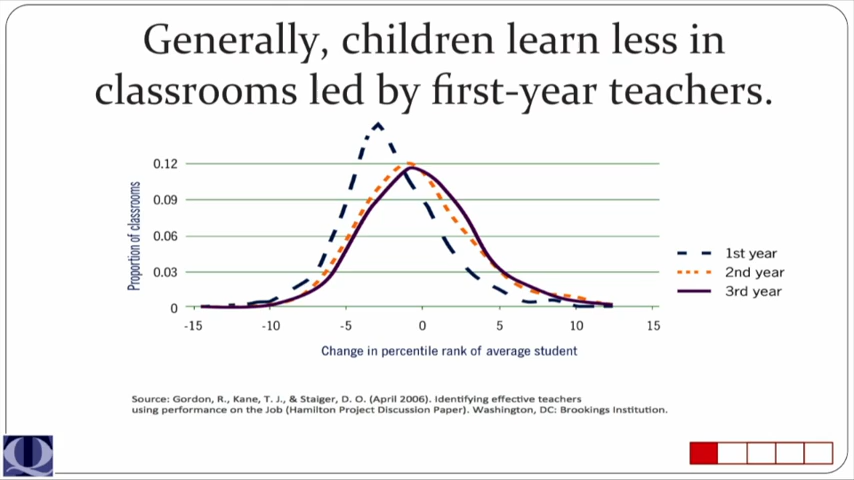 Generally, children learn less in
classrooms led by first-year teachers.
Proportion of classrooms
0.12
0.09
0.06
0.03
0
-15 -10 -5 0 5 10 15
Change in percentile rank of average student
1st year
2nd year
3rd year
Source: Gordon, R., Kane, T. J., & Staiger, D. O. (April 2006). Identifying effective teachers
using performance on the Job (Hamilton Project Discussion Paper). Washington, DC: Brookings Institution.